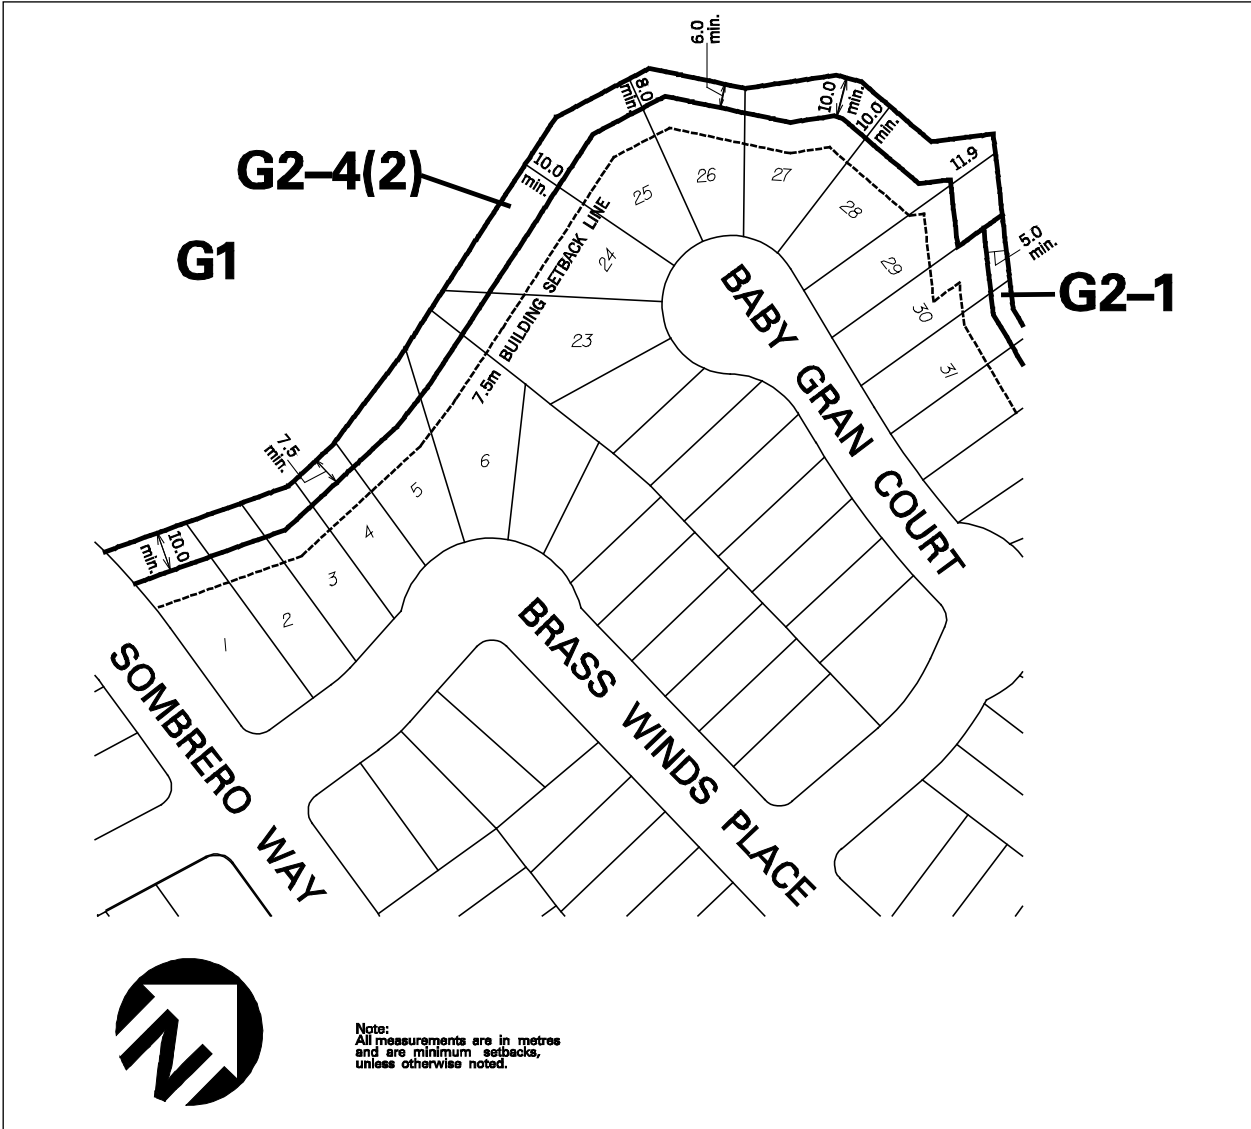 6.0
min.
8.0
min.
10.0
min.
10.0
min.
11.9
G2–4(2)
10.0
min.
G1
5.0
min.
G2–1
25
26
27
28
24
29
30
31
23
7.5m BUILDING SETBACK LINE
BABY GRAN COURT
7.5
min.
6
5
4
3
2
1
10.0
min.
SOMBRERO WAY
BRASS WINDS PLACE
N
Note:
All measurements are in metres
and are minimum setbacks,
unless otherwise noted.